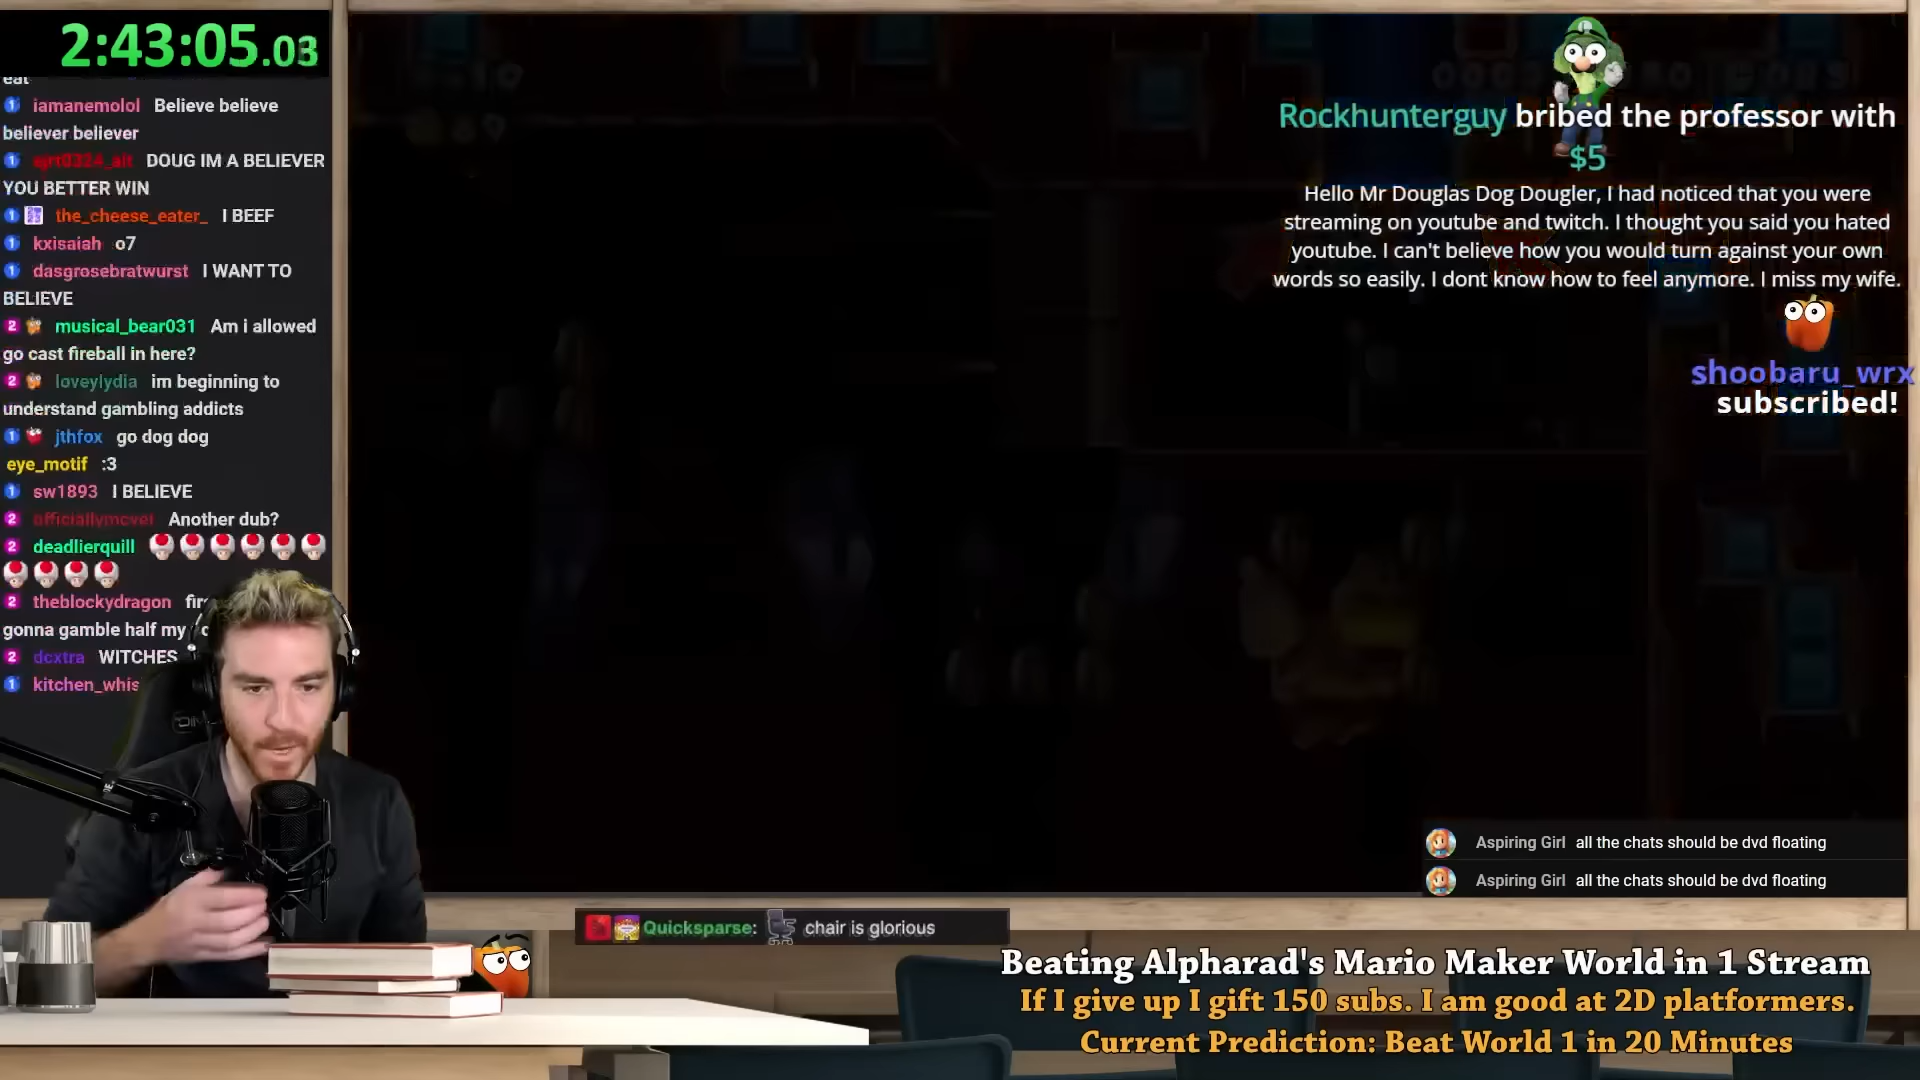 2:43:05.03
eat
iamanemolol Believe believe
believer believer
ajrt0324_alt DOUG IM A BELIEVER
YOU BETTER WIN
the_cheese_eater_ I BEEF
kxisaiah o7
dasgrosebratwurst I WANT TO
BELIEVE
musical_bear031 Am i allowed
go cast fireball in here?
loveylydia im beginning to
understand gambling addicts
jthfox go dog dog
eye_motif :3
sw1893 I BELIEVE
Another dub?
deadlierquill
theblockydragon
gonna gamble half my
dcxtra WITCHES
kitchen_whis
Rockhunterguy bribed the professor with
$5
Hello Mr Douglas Dog Dougler, I had noticed that you were
streaming on youtube and twitch. I thought you said you hated
youtube. I can't believe how you would turn against your own
words so easily. I dont know how to feel anymore. I miss my wife.
shoobaru_wrx
subscribed!
Aspiring Girl all the chats should be dvd floating
Aspiring Girl all the chats should be dvd floating
Quicksparse: chair is glorious
Beating Alpharad's Mario Maker World in 1 Stream
If I give up I gift 150 subs. I am good at 2D platformers.
Current Prediction: Beat World 1 in 20 Minutes